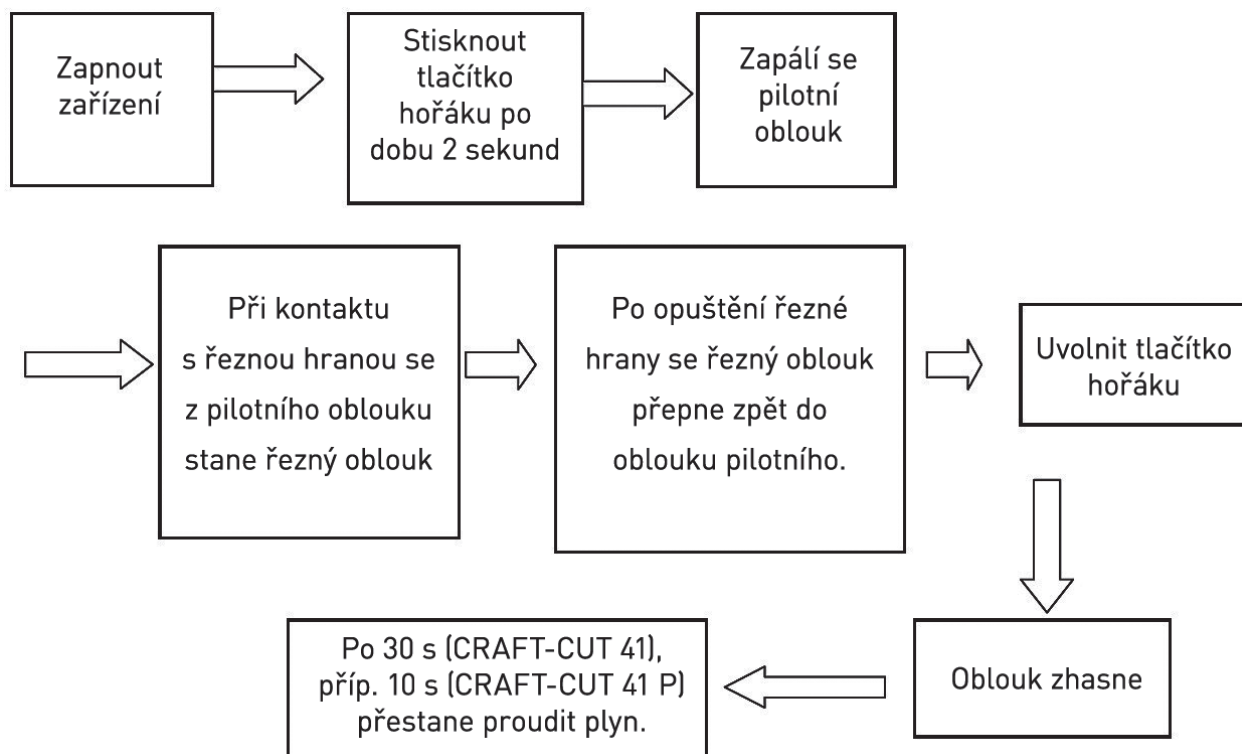 Zapnout
zařízení
Stisknout
tlačítko
hořáku po
dobu 2 sekund
Zapálí se
pilotní
oblouk
Při kontaktu
s řeznou hranou se
z pilotního oblouku
stane řezný oblouk
Po opuštění řezné
hrany se řezný oblouk
přepne zpět do
oblouku pilotního.
Uvolnit tlačítko
hořáku
Oblouk zhasne
Po 30 s (CRAFT-CUT 41),
příp. 10 s (CRAFT-CUT 41 P)
přestane proudit plyn.